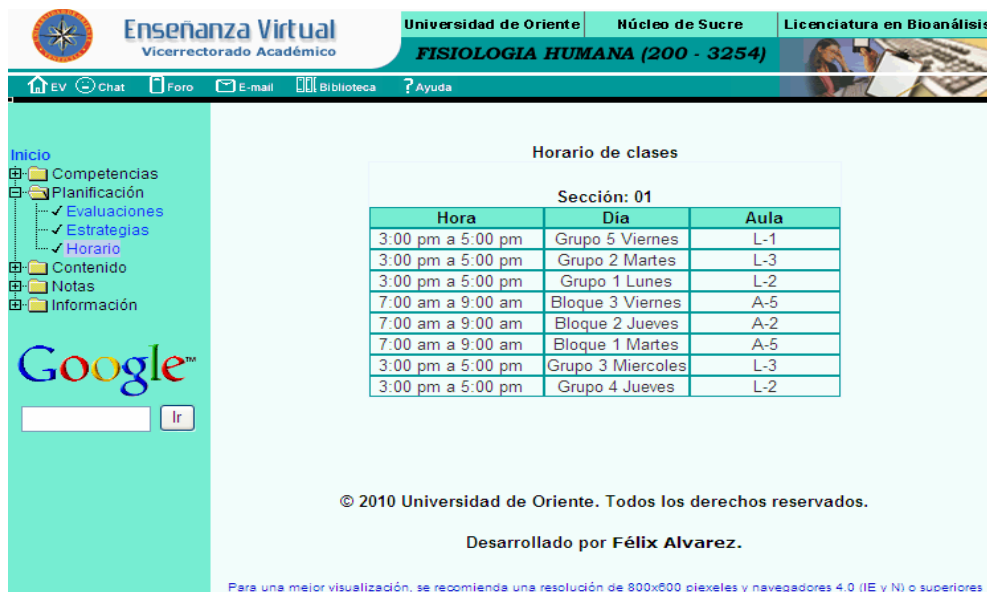 Enseñanza Virtual
Vicerrectorado Académico
Universidad de Oriente Núcleo de Sucre Licenciatura en Bioanálisis
FISIOLOGIA HUMANA (200 - 3254)
EV Chat Foro E-mail Biblioteca ? Ayuda
Inicio
Competencias
Planificación
Evaluaciones
Estrategias
Horario
Contenido
Notas
Información
Google™
Ir
Horario de clases
Sección: 01
Hora Día Aula
3:00 pm a 5:00 pm Grupo 5 Viernes L-1
3:00 pm a 5:00 pm Grupo 2 Martes L-3
3:00 pm a 5:00 pm Grupo 1 Lunes L-2
7:00 am a 9:00 am Bloque 3 Viernes A-5
7:00 am a 9:00 am Bloque 2 Jueves A-2
7:00 am a 9:00 am Bloque 1 Martes A-5
3:00 pm a 5:00 pm Grupo 3 Miercoles L-3
3:00 pm a 5:00 pm Grupo 4 Jueves L-2
© 2010 Universidad de Oriente. Todos los derechos reservados.
Desarrollado por Félix Alvarez.
Para una mejor visualización, se recomienda una resolución de 800x600 piexeles y navegadores 4.0 (IE y N) o superiores